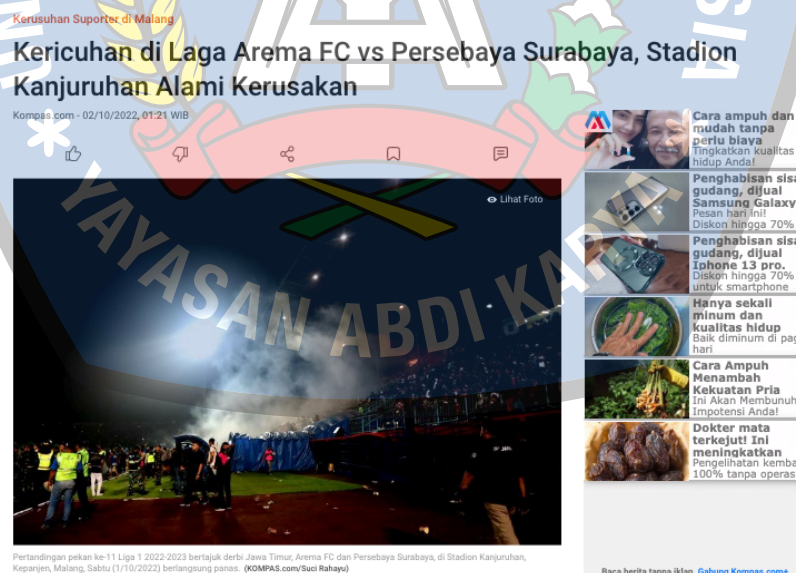 Kerusuhan Suporter di Malang
Kericuhan di Laga Arema FC vs Persebaya Surabaya, Stadion
Kanjuruhan Alami Kerusakan
Kompas.com - 02/10/2022, 01:21 WIB
Lihat Foto
YAYASAN ABDI KARYA
Pertandingan pekan ke-11 Liga 1 2022-2023 bertajuk derbi Jawa Timur, Arema FC dan Persebaya Surabaya, di Stadion Kanjuruhan,
Kepanjen, Malang, Sabtu (1/10/2022) berlangsung panas. (KOMPAS.com/Suci Rahayu)
Cara ampuh dan
mudah tanpa
perlu biaya
Tingkatkan kualitas
hidup Anda!
Penghabisan sisa
gudang, dijual
Samsung Galaxy
Pesan hari ini!
Diskon hingga 70%
Penghabisan sisa
gudang, dijual
Iphone 13 pro.
Diskon hingga 70%
untuk smartphone
Hanya sekali
minum dan
kualitas hidup
Baik diminum di pag
hari
Cara Ampuh
Menambah
Kekuatan Pria
Ini Akan Membunuh
Impotensi Anda!
Dokter mata
terkejut! Ini
meningkatkan
Pengelihatan kemba
100% tanpa operas
Baca berita tanpa iklan. Gabung Kompas.com+